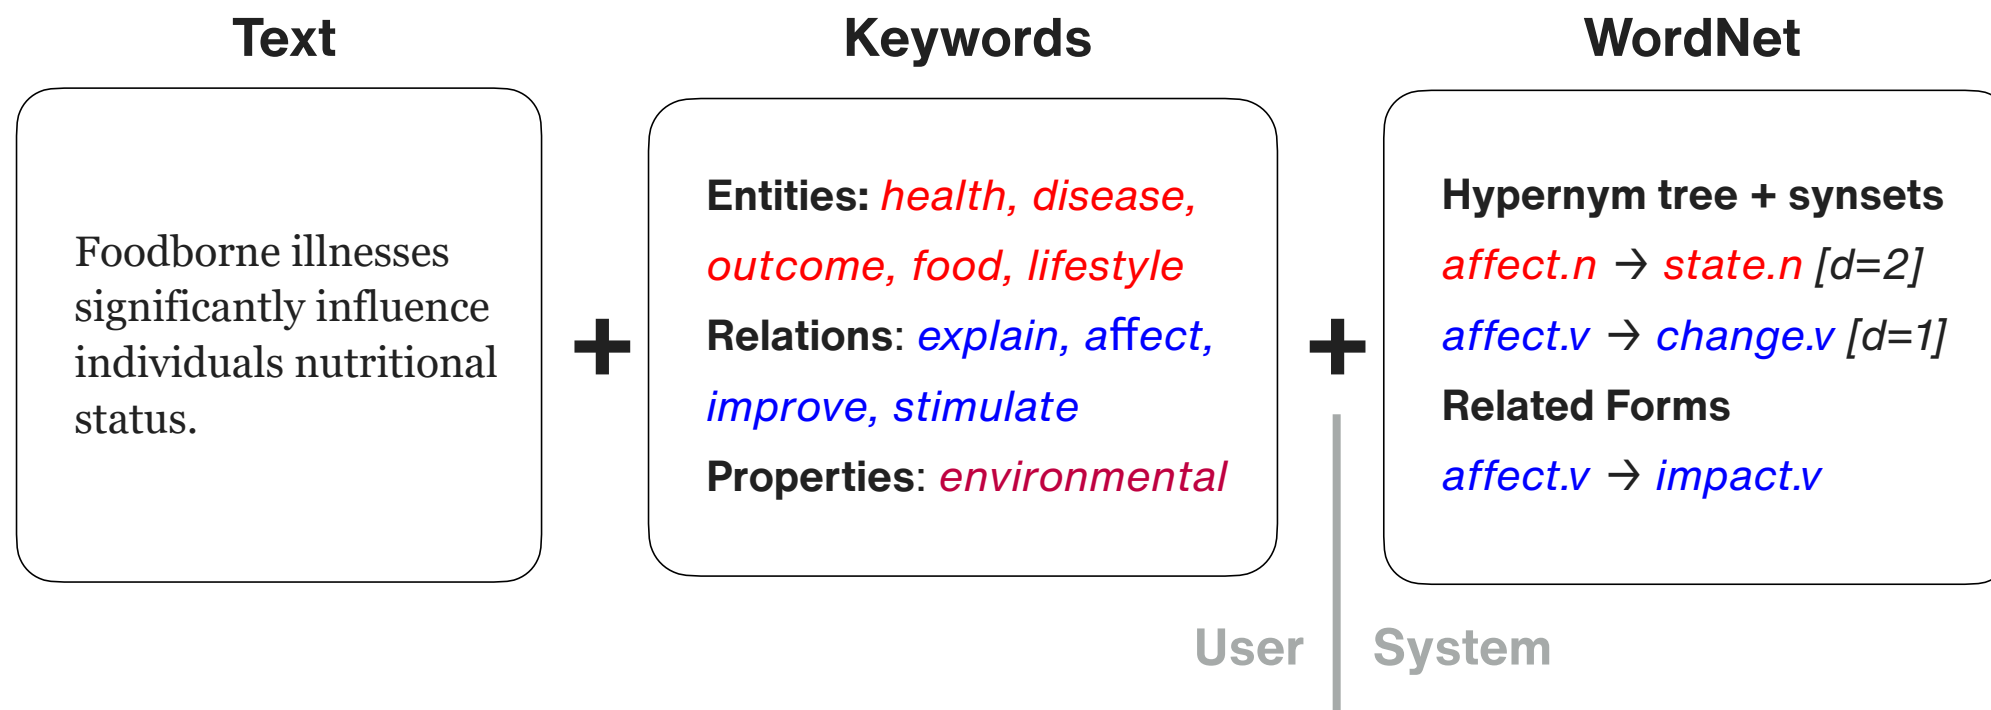 Text
Foodborne illnesses
significantly influence
individuals nutritional
status.
+
Keywords
Entities: health, disease,
outcome, food, lifestyle
Relations: explain, affect,
improve, stimulate
Properties: environmental
+
WordNet
Hypernym tree + synsets
affect.n → state.n [d=2]
affect.v → change.v [d=1]
Related Forms
affect.v → impact.v
User
System